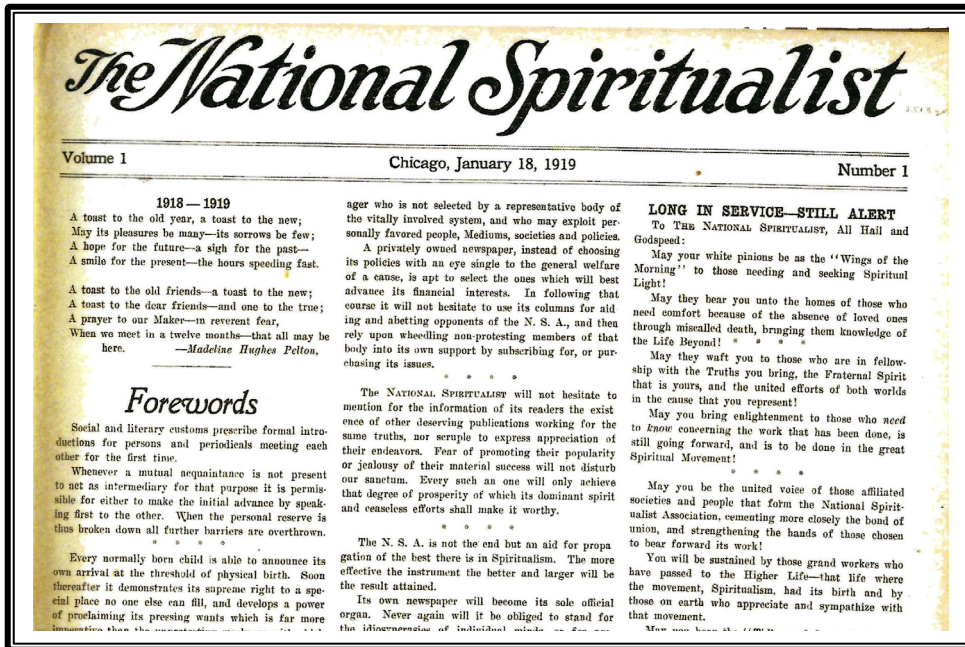 The National Spiritualist
Volume 1
Chicago, January 18, 1919
Number 1
1918 — 1919
A toast to the old year, a toast to the new;
May its pleasures be many—its sorrows be few;
A hope for the future—a sigh for the past—
A smile for the present—the hours speeding fast.
A toast to the old friends—a toast to the new;
A toast to the dear friends—and one to the true;
A prayer to our Maker—in reverent fear,
When we meet in a twelve months—that all may be
here. —Madeline Hughes Pelton,
Forewords
Social and literary customs prescribe formal intro-
ductions for persons and periodicals meeting each
other for the first time.
Whenever a mutual acquaintance is not present
to act as intermediary for that purpose it is permis-
sible for either to make the initial advance by speak-
ing first to the other. When the personal reserve is
thus broken down all further barriers are overthrown.
* * * *
Every normally born child is able to announce its
own arrival at the threshold of physical birth. Soon
thereafter it demonstrates its supreme right to a spe-
cial place no one else can fill, and develops a power
of proclaiming its pressing wants which is far more
imperative than the
ager who is not selected by a representative body of
the vitally involved system, and who may exploit per-
sonally favored people, Mediums, societies and policies.
A privately owned newspaper, instead of choosing
its policies with an eye single to the general welfare
of a cause, is apt to select the ones which will best
advance its financial interests. In following that
course it will not hesitate to use its columns for aid
ing and abetting opponents of the N. S. A., and then
rely upon wheedling non-protesting members of that
body into its own support by subscribing for, or pur-
chasing its issues.
* * * *
The NATIONAL SPIRITUALIST will not hesitate to
mention for the information of its readers the exist
ence of other deserving publications working for the
same truths, nor scruple to express appreciation of
their endeavors. Fear of promoting their popularity
or jealousy of their material success will not disturb
our sanctum. Every such an one will only achieve
that degree of prosperity of which its dominant spirit
and ceaseless efforts shall make it worthy.
* * * *
The N. S. A. is not the end but an aid for propa
gation of the best there is in Spiritualism. The more
effective the instrument the better and larger will be
the result attained.
Its own newspaper will become its sole official
organ. Never again will it be obliged to stand for
the idiosyncrasies of individual minds, or for
LONG IN SERVICE—STILL ALERT
To THE NATIONAL SPIRITUALIST, All Hail and
Godspeed:
May your white pinions be as the "Wings of the
Morning" to those needing and seeking Spiritual
Light!
May they bear you unto the homes of those who
need comfort because of the absence of loved ones
through miscalled death, bringing them knowledge of
the Life Beyond! * * * *
May they waft you to those who are in fellow-
ship with the Truths you bring, the Fraternal Spirit
that is yours, and the united efforts of both worlds
in the cause that you represent!
May you bring enlightenment to those who need
to know concerning the work that has been done, is
still going forward, and is to be done in the great
Spiritual Movement!
* * * *
May you be the united voice of those affiliated
societies and people that form the National Spirit-
ualist Association, cementing more closely the bond of
union, and strengthening the hands of those chosen
to bear forward its work!
You will be sustained by those grand workers who
have passed to the Higher Life—that life where
the movement, Spiritualism, had its birth and by
those on earth who appreciate and sympathize with
that movement.